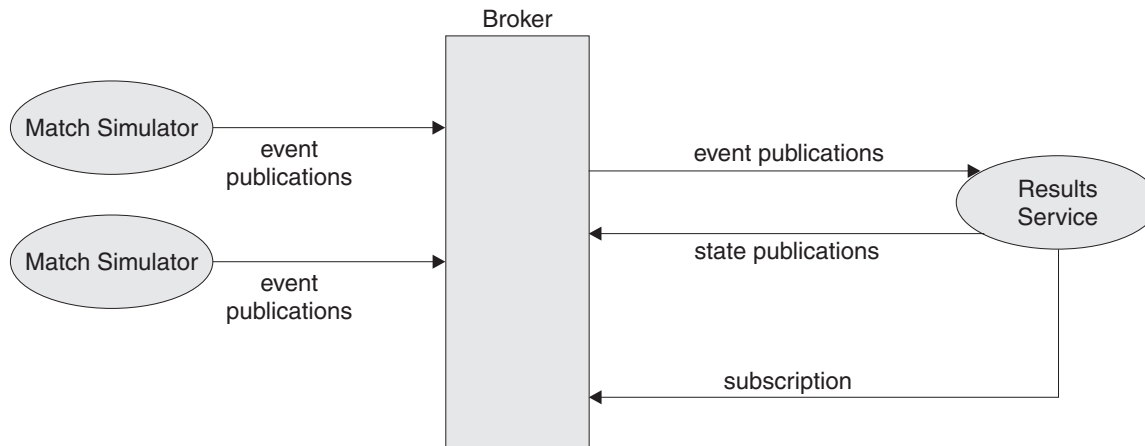 Broker
Match Simulator
event
publications
Match Simulator
event
publications
event publications
Results
Service
state publications
subscription